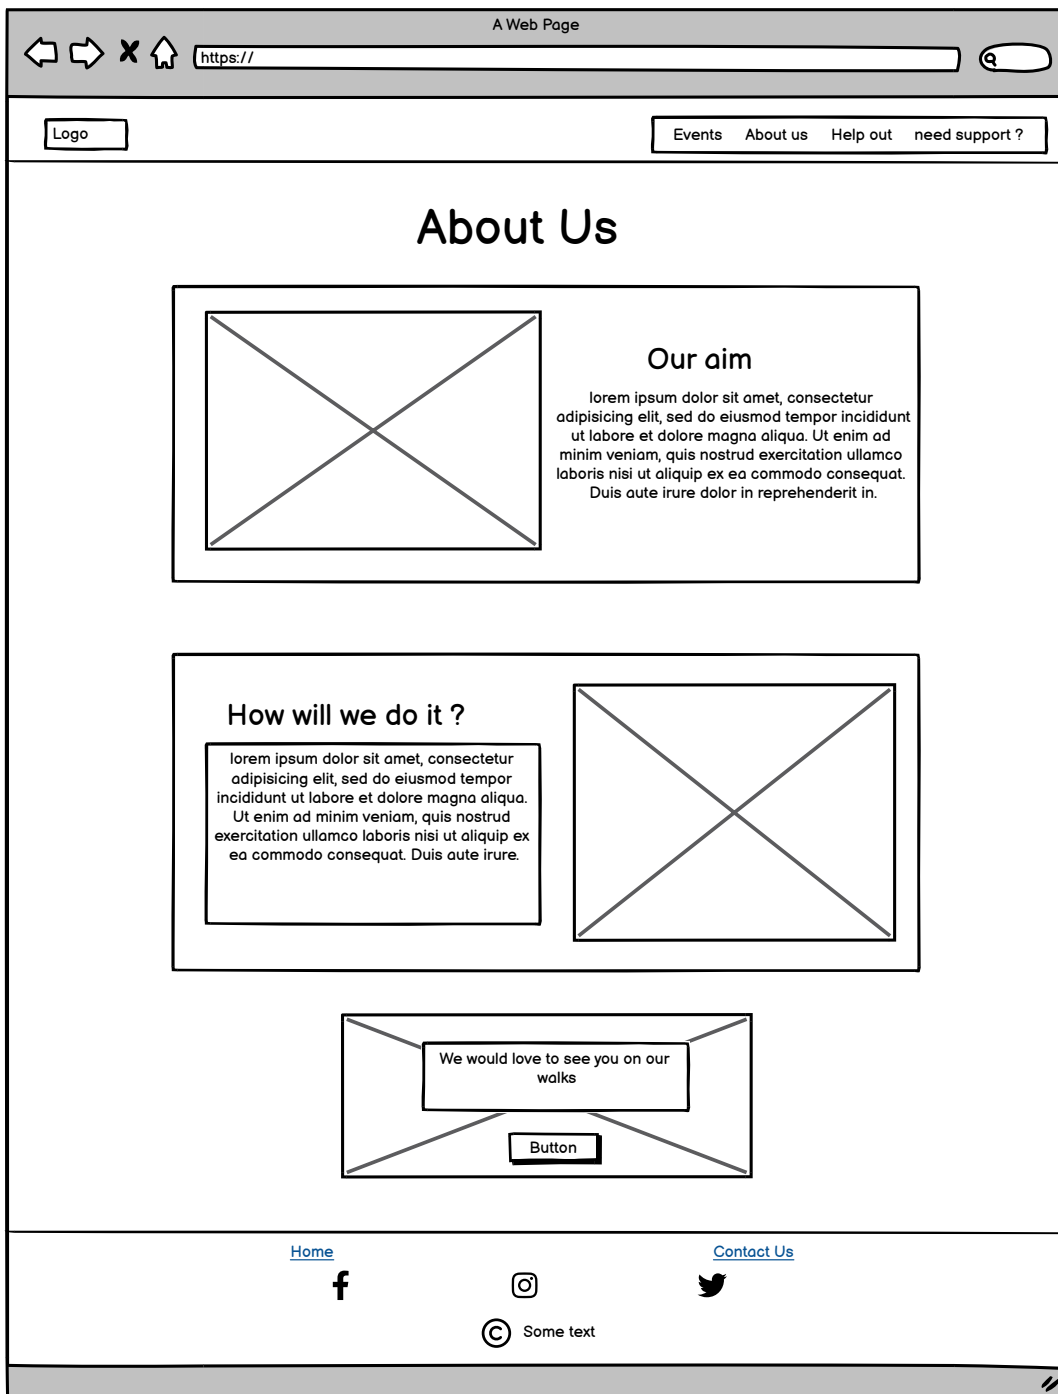 A Web Page
https://
Logo
Events About us Help out need support ?
About Us
Our aim
lorem ipsum dolor sit amet, consectetur
adipisicing elit, sed do eiusmod tempor incididunt
ut labore et dolore magna aliqua. Ut enim ad
minim veniam, quis nostrud exercitation ullamco
laboris nisi ut aliquip ex ea commodo consequat.
Duis aute irure dolor in reprehenderit in.
How will we do it ?
lorem ipsum dolor sit amet, consectetur
adipisicing elit, sed do eiusmod tempor
incididunt ut labore et dolore magna aliqua.
Ut enim ad minim veniam, quis nostrud
exercitation ullamco laboris nisi ut aliquip ex
ea commodo consequat. Duis aute irure.
We would love to see you on our
walks
Button
Home Contact Us
© Some text